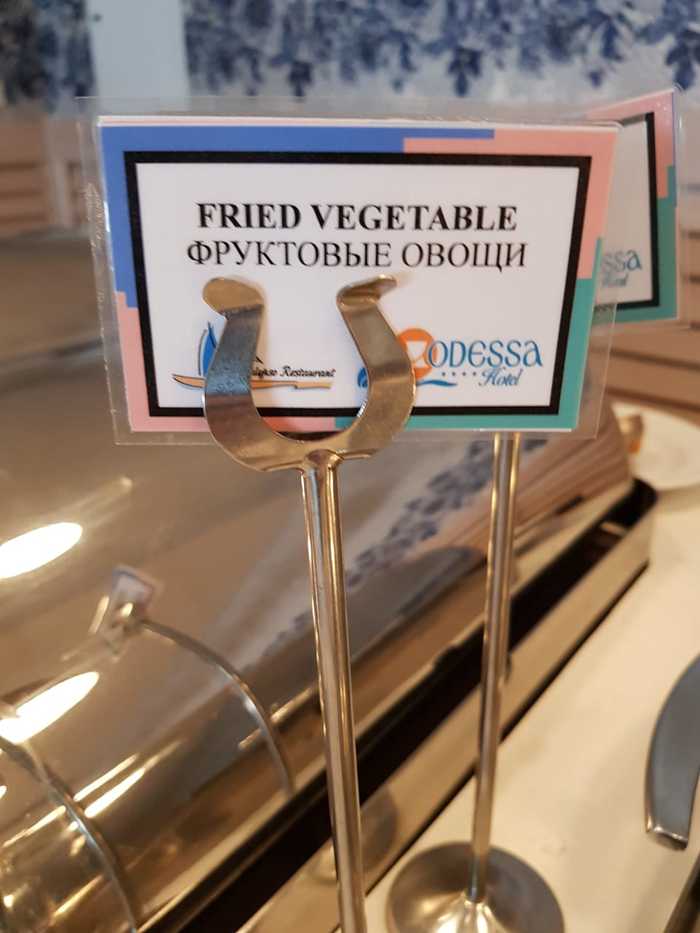 FRIED VEGETABLE
ФРУКТОВЫЕ ОВОЩИ
Restaurant
ODESSA
Hotel